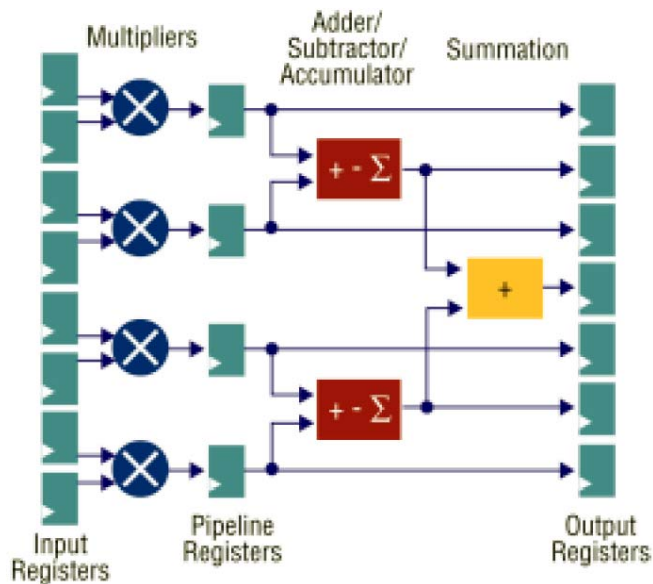 Multipliers
Adder/
Subtractor/
Accumulator
Summation
+ - Σ
+
+ - Σ
Input
Registers
Pipeline
Registers
Output
Registers